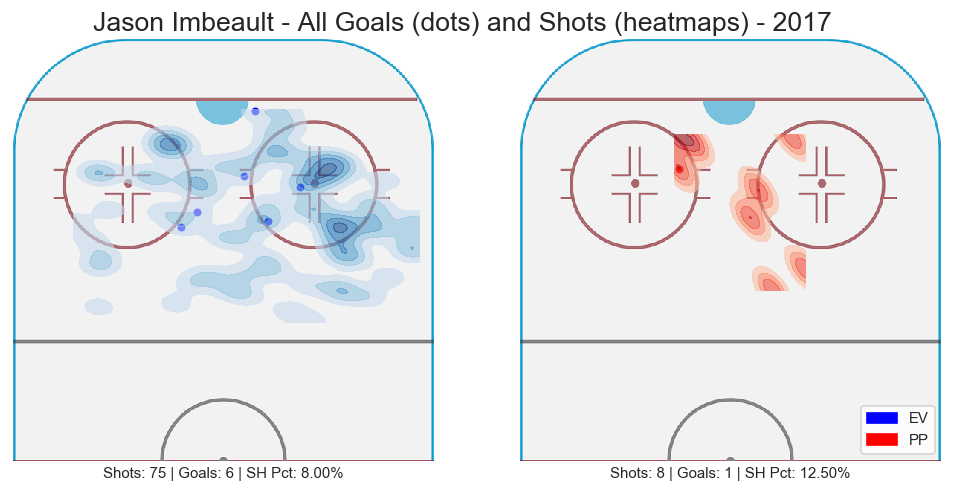 Jason Imbeault - All Goals (dots) and Shots (heatmaps) - 2017
EV
PP
Shots: 75 | Goals: 6 | SH Pct: 8.00%
Shots: 8 | Goals: 1 | SH Pct: 12.50%